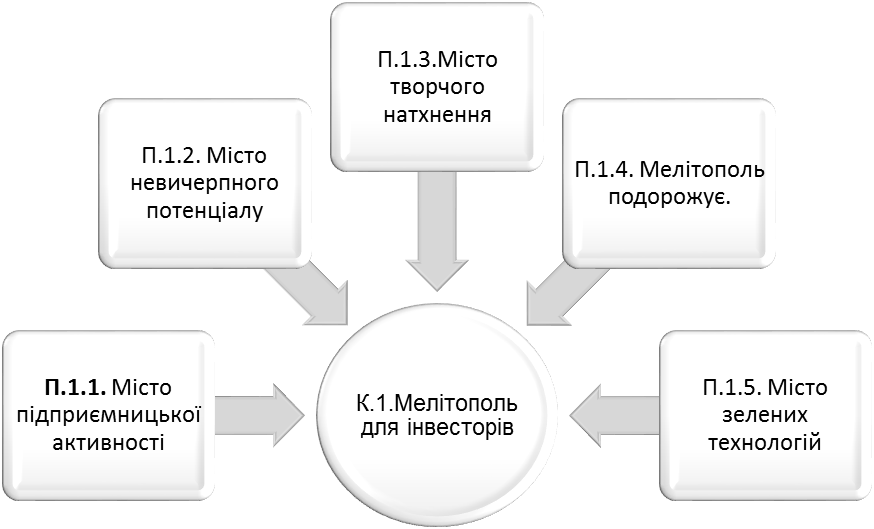 П.1.3.Місто
творчого
натхнення
П.1.2. Місто
невичерпного
потенціалу
П.1.4. Мелітополь
подорожує.
П.1.1. Місто
підприємницької
активності
К.1.Мелітополь
для інвесторів
П.1.5. Місто
зелених
технологій